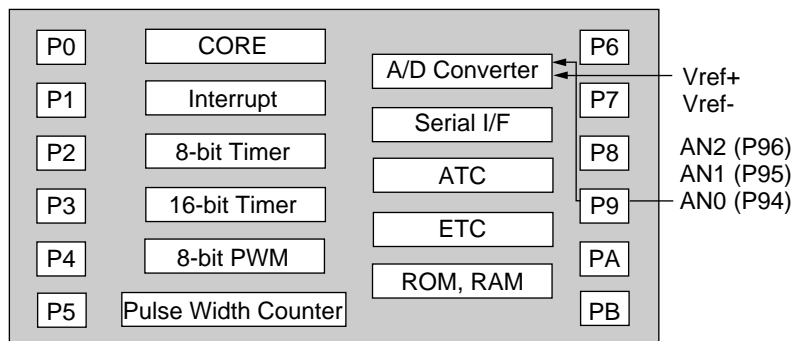 P0
P1
P2
P3
P4
P5
CORE
Interrupt
8-bit Timer
16-bit Timer
8-bit PWM
Pulse Width Counter
A/D Converter
Serial I/F
ATC
ETC
ROM, RAM
P6
P7
P8
P9
PA
PB
Vref+
Vref-
AN2 (P96)
AN1 (P95)
AN0 (P94)